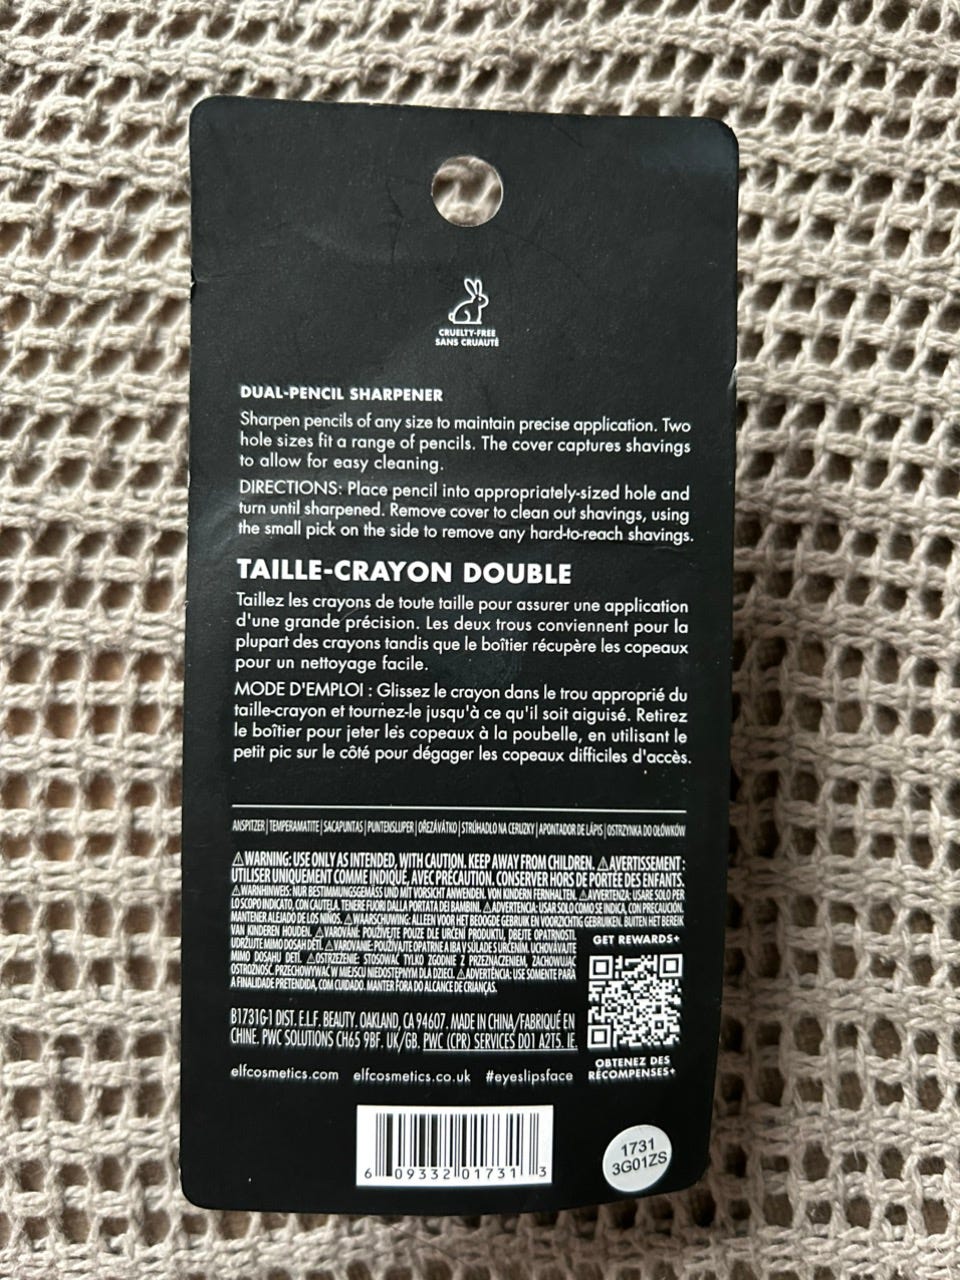 CRUELTY-FREE
SANS CRUAUTÉ
DUAL-PENCIL SHARPENER
Sharpen pencils of any size to maintain precise application. Two
hole sizes fit a range of pencils. The cover captures shavings
to allow for easy cleaning.
DIRECTIONS: Place pencil into appropriately-sized hole and
turn until sharpened. Remove cover to clean out shavings, using
the small pick on the side to remove any hard-to-reach shavings.
TAILLE-CRAYON DOUBLE
Taillez les crayons de toute taille pour assurer une application
d'une grande précision. Les deux trous conviennent pour la
plupart des crayons tandis que le boîtier récupère les copeaux
pour un nettoyage facile.
MODE D'EMPLOI : Glissez le crayon dans le trou approprié du
taille-crayon et tournez-le jusqu'à ce qu'il soit aiguisé. Retirez
le boîtier pour jeter les copeaux à la poubelle, en utilisant le
petit pic sur le côté pour dégager les copeaux difficiles d'accès.
ANSPITZER | TEMPERAMATITE | SACAPUNTAS | PUNTENSLIJPER | OŘEZÁVÁTKO | STRÚHADLO NA CERUZKY | APONTADOR DE LÁPIS | OSTRZYNKA DO OŁÓWKÓW
⚠WARNING: USE ONLY AS INTENDED, WITH CAUTION. KEEP AWAY FROM CHILDREN. ⚠AVERTISSEMENT :
UTILISER UNIQUEMENT COMME INDIQUÉ, AVEC PRÉCAUTION. CONSERVER HORS DE PORTÉE DES ENFANTS.
⚠WARNHINWEIS: NUR BESTIMMUNGSGEMÄSS UND MIT VORSICHT ANWENDEN. VON KINDERN FERNHALTEN. ⚠AVVERTENZA: USARE SOLO PER
LO SCOPO INDICATO, CON CAUTELA. TENERE FUORI DALLA PORTATA DEI BAMBINI. ⚠ADVERTENCIA: USAR SOLO COMO SE INDICA, CON PRECAUCIÓN.
MANTENER ALEJADO DE LOS NIÑOS. ⚠WAARSCHUWING: ALLEEN VOOR HET BEOOGDE GEBRUIK EN VOORZICHTIG GEBRUIKEN. BUITEN HET BEREIK
VAN KINDEREN HOUDEN. ⚠VAROVÁNÍ: POUŽÍVEJTE POUZE DLE URČENÍ PRODUKTU, DBEJTE OPATRNOSTI.
UDRŽUJTE MIMO DOSAH DĚTÍ. ⚠VAROVANIE: POUŽÍVAJTE OPATRNE A IBA V SÚLADE S URČENÍM. UCHOVÁVAJTE
MIMO DOSAHU DETÍ. ⚠OSTRZEŻENIE: STOSOWAĆ TYLKO ZGODNIE Z PRZEZNACZENIEM, ZACHOWUJĄC
OSTROŻNOŚĆ. PRZECHOWYWAĆ W MIEJSCU NIEDOSTĘPNYM DLA DZIECI. ⚠ADVERTÊNCIA: USE SOMENTE PARA
A FINALIDADE PRETENDIDA, COM CUIDADO. MANTER FORA DO ALCANCE DE CRIANÇAS.
GET REWARDS+
B1731G-1 DIST. E.L.F. BEAUTY. OAKLAND, CA 94607. MADE IN CHINA/FABRIQUÉ EN
CHINE. PWC SOLUTIONS CH65 9BF. UK/GB. PWC (CPR) SERVICES D01 A2T5. IE.
OBTENEZ DES
RÉCOMPENSES+
elfcosmetics.com elfcosmetics.co.uk #eyeslipsface
6 09332 01731 3
1731
3G01ZS